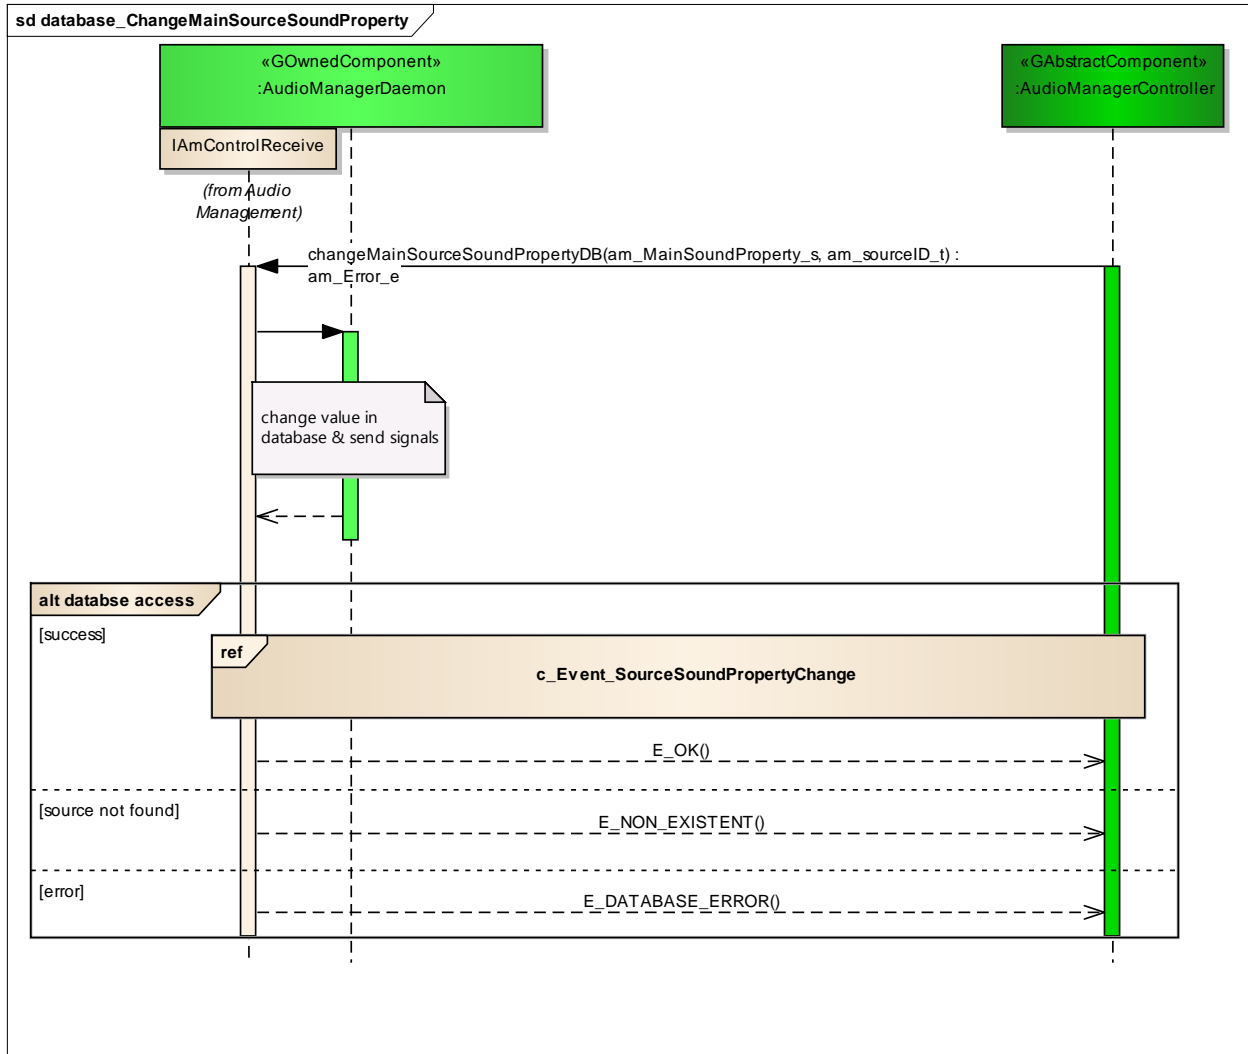 sd database_ChangeMainSourceSoundProperty
«GOwnedComponent»
:AudioManagerDaemon
«GAbstractComponent»
:AudioManagerController
IAmControlReceive
(from Audio
Management)
changeMainSourceSoundPropertyDB(am_MainSoundProperty_s, am_sourceID_t) :
am_Error_e
change value in
database & send signals
alt databse access
[success]
ref
c_Event_SourceSoundPropertyChange
E_OK()
[source not found]
E_NON_EXISTENT()
[error]
E_DATABASE_ERROR()